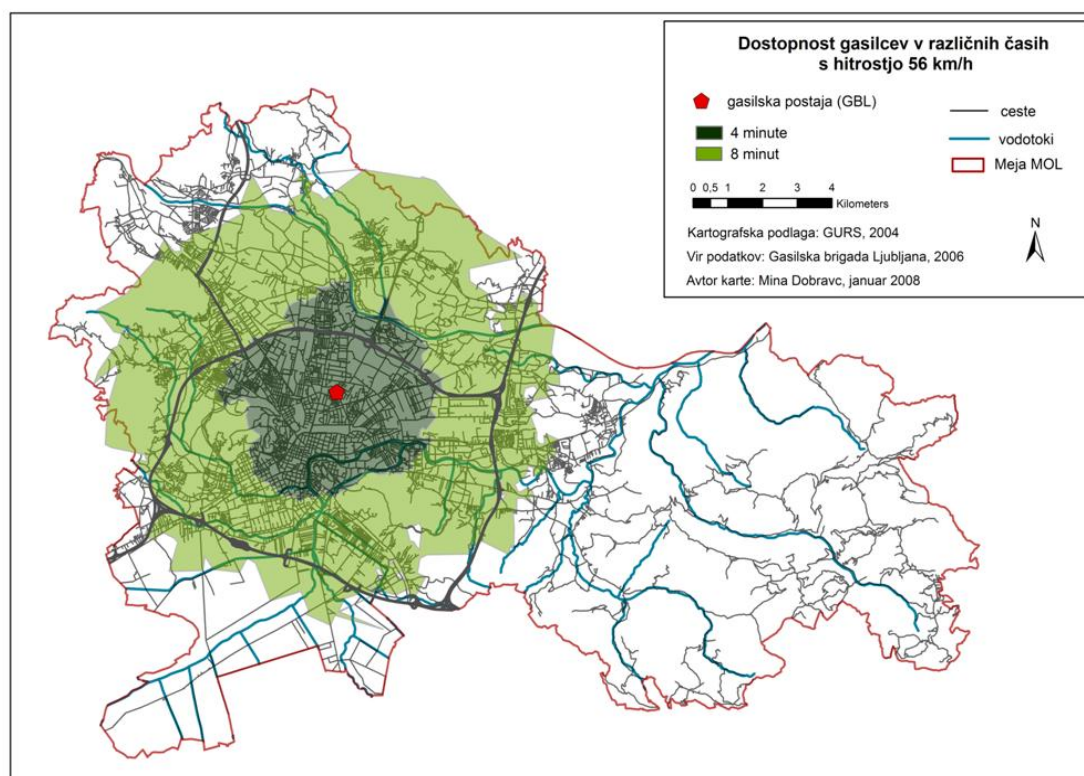 Dostopnost gasilcev v različnih časih
s hitrostjo 56 km/h
gasilska postaja (GBL)
4 minute
8 minut
ceste
vodotoki
Meja MOL
0 0,5 1 2 3 4
Kilometers
N
Kartografska podlaga: GURS, 2004
Vir podatkov: Gasilska brigada Ljubljana, 2006
Avtor karte: Mina Dobravc, januar 2008